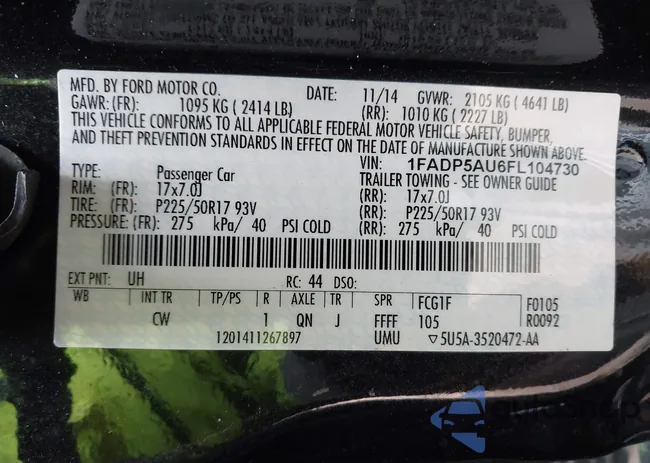 MFD. BY FORD MOTOR CO. DATE: 11/14 GVWR: 2105 KG ( 4641 LB)
GAWR: (FR): 1095 KG ( 2414 LB) (RR): 1010 KG ( 2227 LB)
THIS VEHICLE CONFORMS TO ALL APPLICABLE FEDERAL MOTOR VEHICLE SAFETY, BUMPER,
AND THEFT PREVENTION STANDARDS IN EFFECT ON THE DATE OF MANUFACTURE SHOWN ABOVE.
VIN: 1FADP5AU6FL104730
TYPE: Passenger Car TRAILER TOWING - SEE OWNER GUIDE
RIM: (FR): 17x7.0J (RR): 17x7.0J
TIRE: (FR): P225/50R17 93V (RR): P225/50R17 93V
PRESSURE: (FR): 275 kPa/ 40 PSI COLD (RR): 275 kPa/ 40 PSI COLD
EXT PNT: UH RC: 44 DSO:
WB INT TR TP/PS R AXLE TR SPR FCG1F F0105
CW 1 QN J FFFF 105 R0092
1201411267897 UMU ▽5U5A-3520472-AA
autoShop